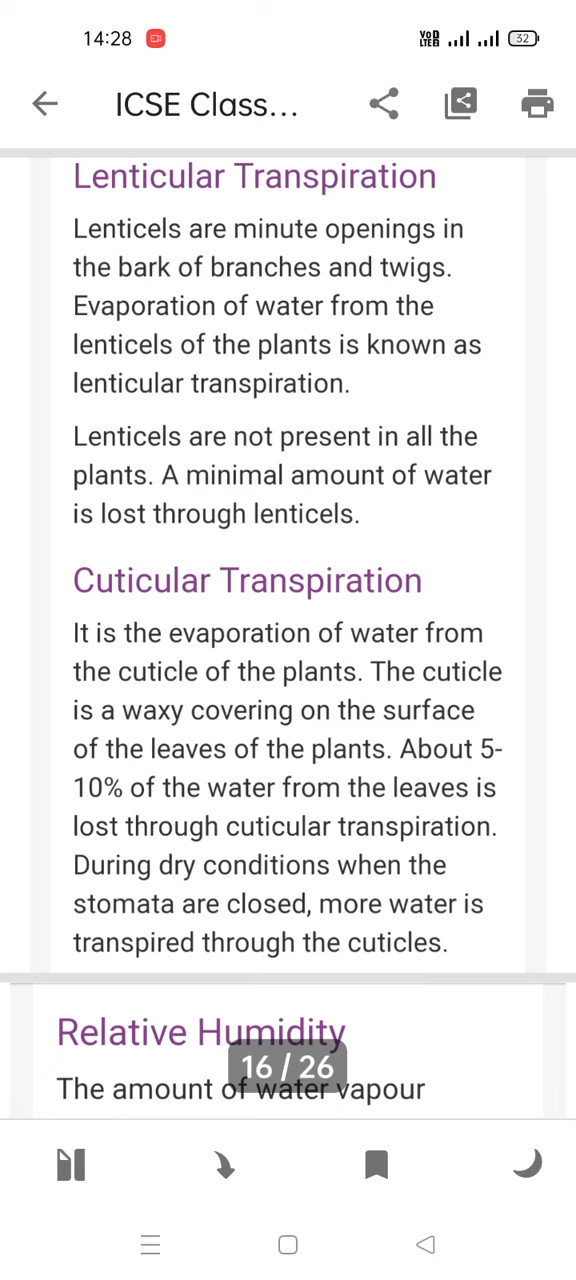 14:28
VoD LTE2 32
ICSE Class...
Lenticular Transpiration
Lenticels are minute openings in
the bark of branches and twigs.
Evaporation of water from the
lenticels of the plants is known as
lenticular transpiration.
Lenticels are not present in all the
plants. A minimal amount of water
is lost through lenticels.
Cuticular Transpiration
It is the evaporation of water from
the cuticle of the plants. The cuticle
is a waxy covering on the surface
of the leaves of the plants. About 5-
10% of the water from the leaves is
lost through cuticular transpiration.
During dry conditions when the
stomata are closed, more water is
transpired through the cuticles.
Relative Humidity
16 / 26
The amount of water vapour